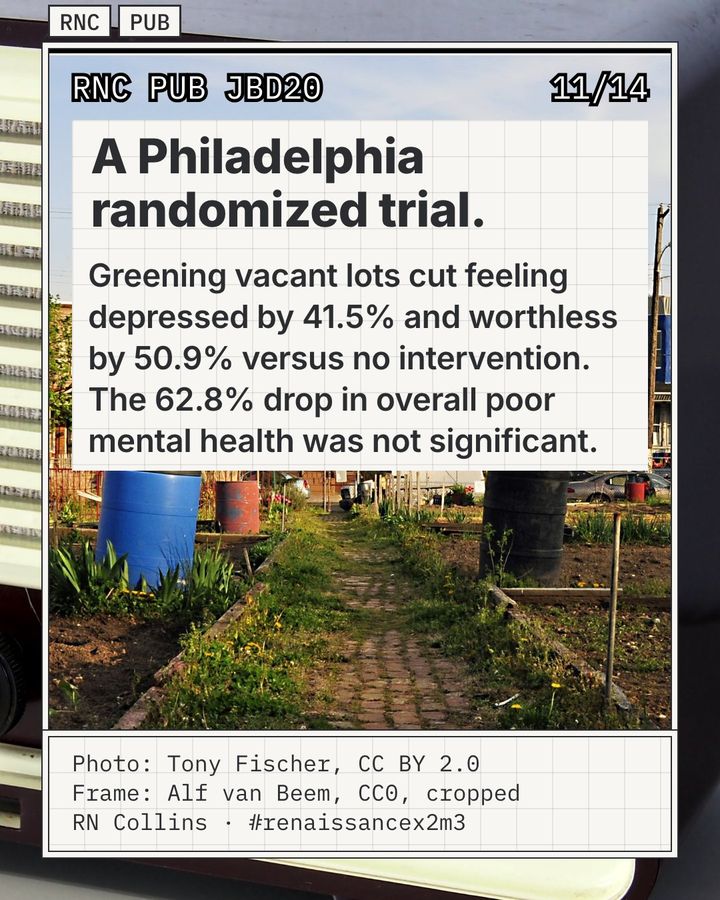 RNC PUB
RNC PUB JBD20 11/14
A Philadelphia
randomized trial.
Greening vacant lots cut feeling
depressed by 41.5% and worthless
by 50.9% versus no intervention.
The 62.8% drop in overall poor
mental health was not significant.
Photo: Tony Fischer, CC BY 2.0
Frame: Alf van Beem, CC0, cropped
RN Collins · #renaissancex2m3